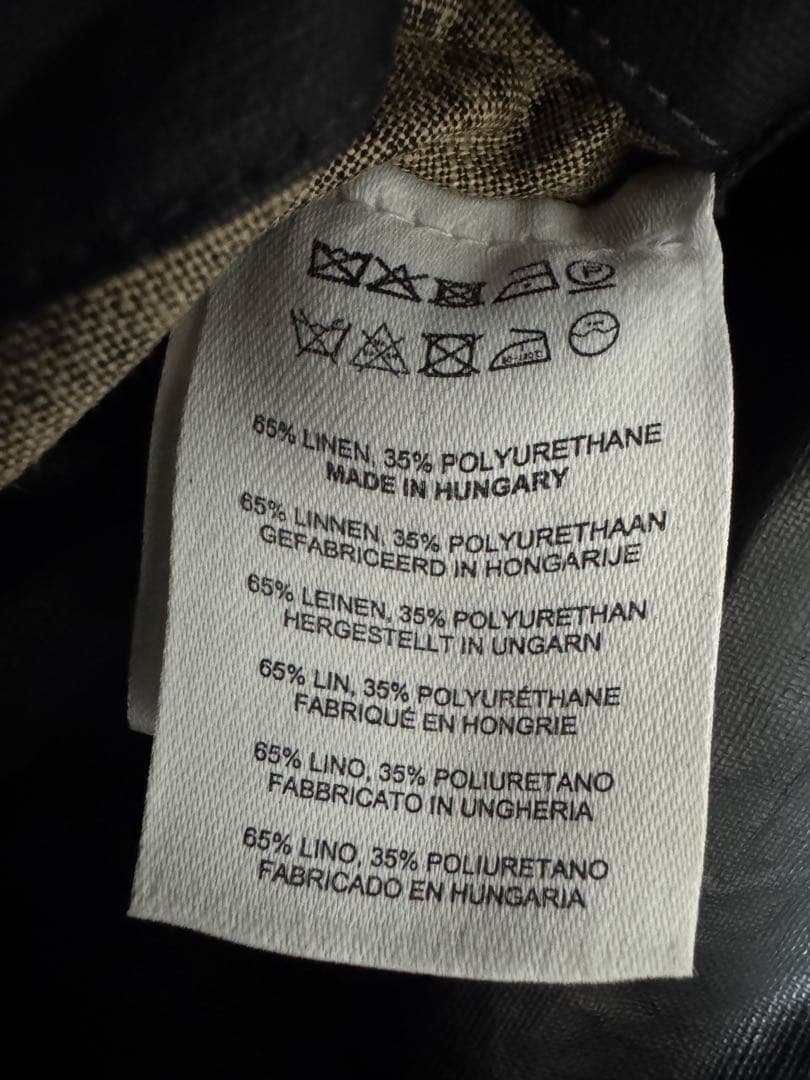 P
65% LINEN, 35% POLYURETHANE
MADE IN HUNGARY
65% LINNEN, 35% POLYURETHAAN
GEFABRICEERD IN HONGARIJE
65% LEINEN, 35% POLYURETHAN
HERGESTELLT IN UNGARN
65% LIN, 35% POLYURÉTHANE
FABRIQUÉ EN HONGRIE
65% LINO, 35% POLIURETANO
FABBRICATO IN UNGHERIA
65% LINO, 35% POLIURETANO
FABRICADO EN HUNGARIA